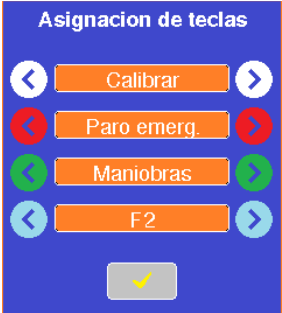 Asignacion de teclas
Calibrar
Paro emerg.
Maniobras
F2